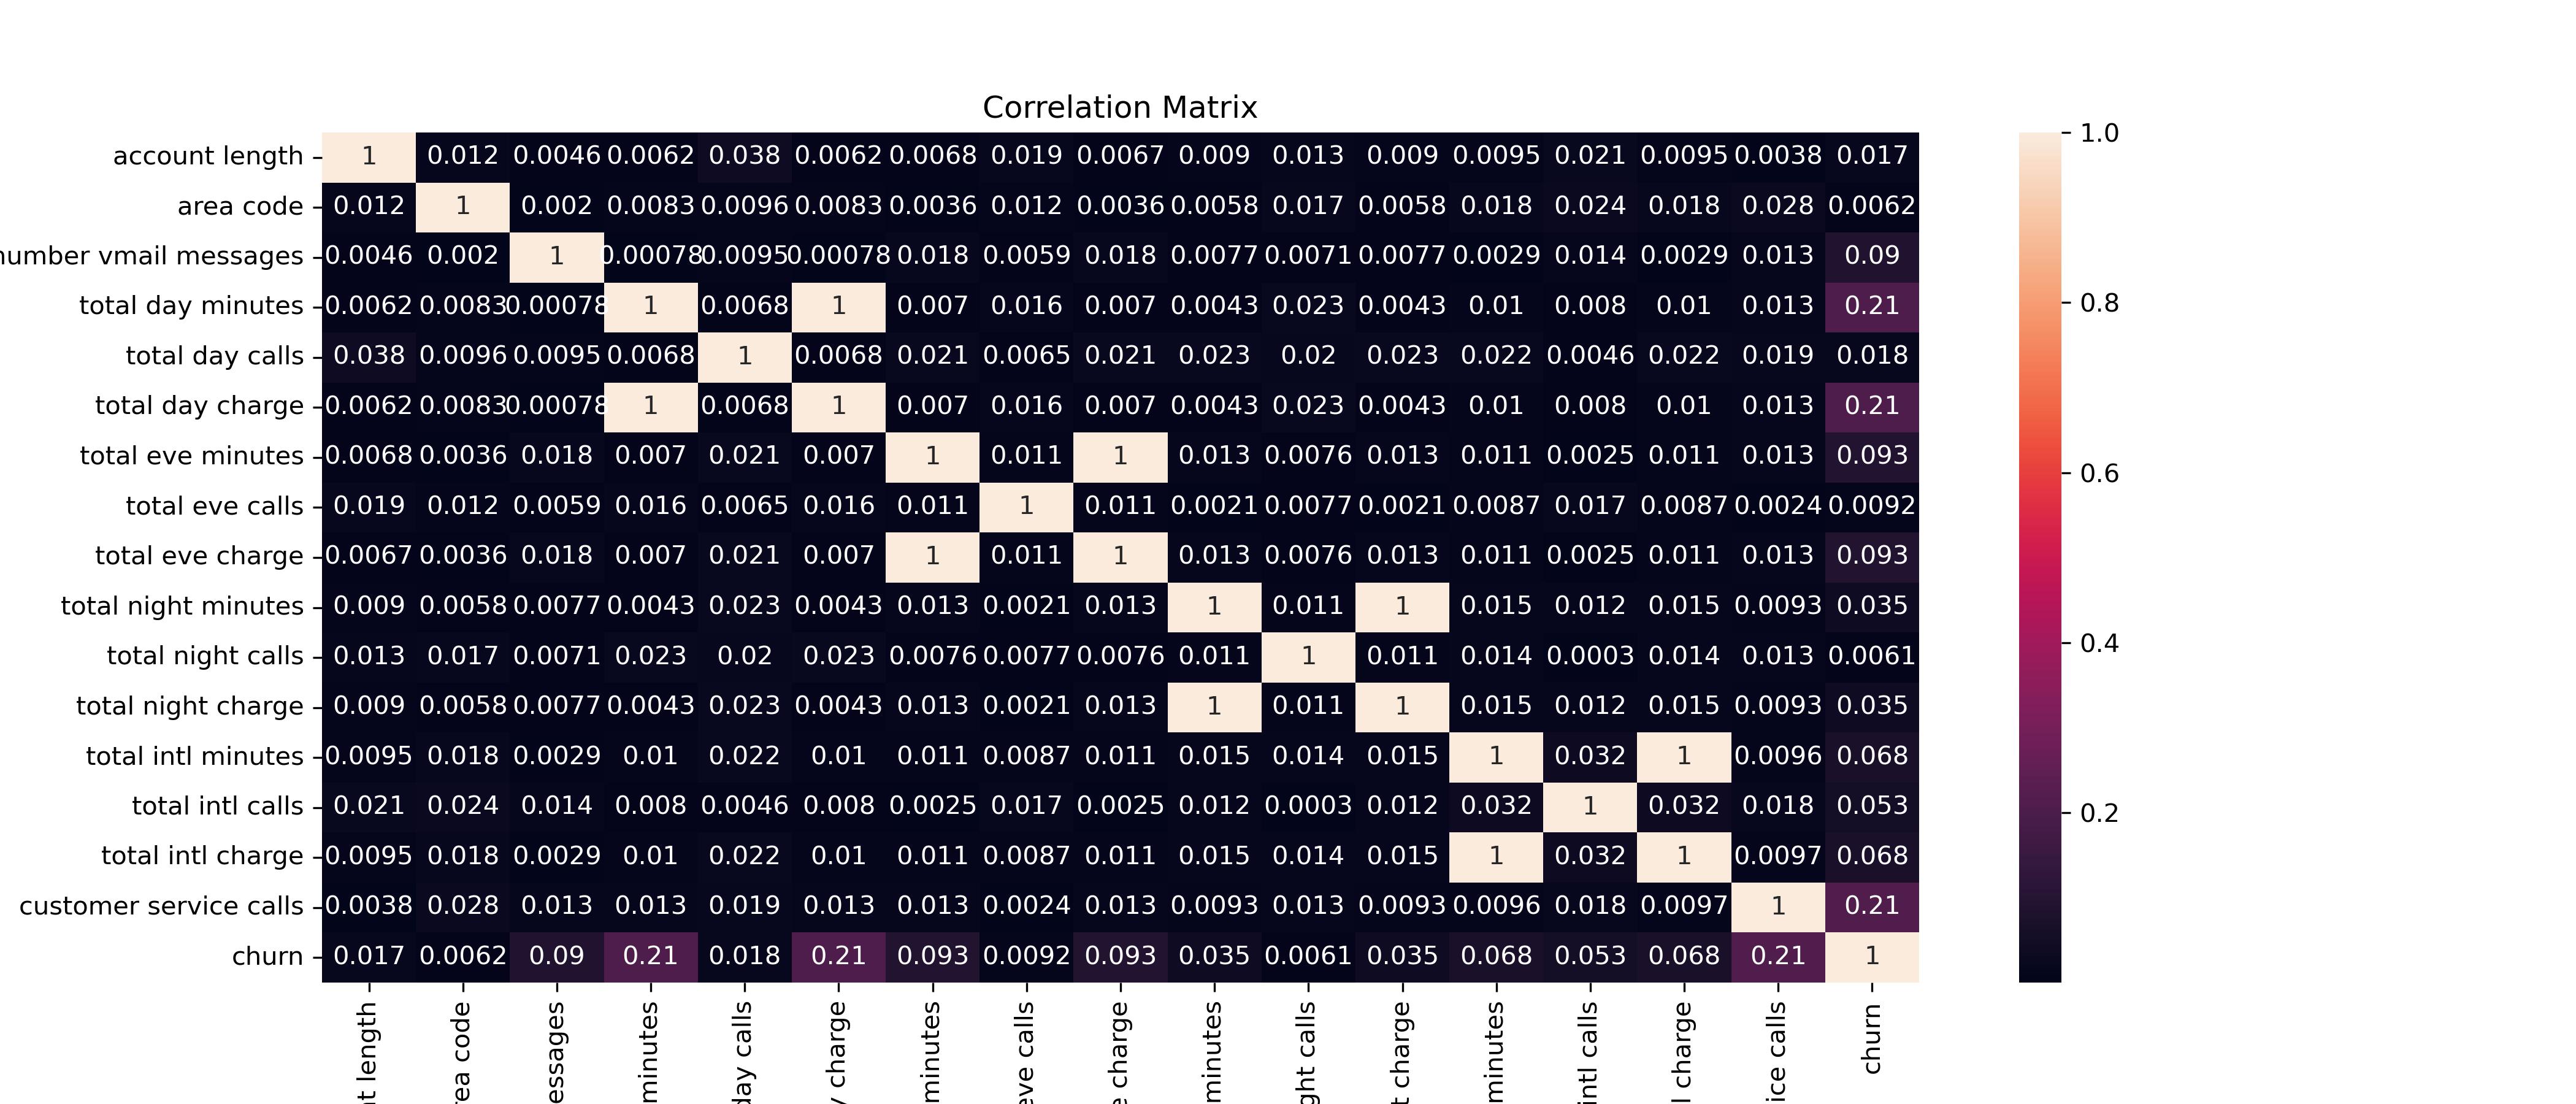 Correlation Matrix
account length 1 0.012 0.0046 0.0062 0.038 0.0062 0.0068 0.019 0.0067 0.009 0.013 0.009 0.0095 0.021 0.0095 0.0038 0.017
area code 0.012 1 0.002 0.0083 0.0096 0.0083 0.0036 0.012 0.0036 0.0058 0.017 0.0058 0.018 0.024 0.018 0.028 0.0062
number vmail messages 0.0046 0.002 1 0.00078 0.0095 0.00078 0.018 0.0059 0.018 0.0077 0.0071 0.0077 0.0029 0.014 0.0029 0.013 0.09
total day minutes 0.0062 0.0083 0.00078 1 0.0068 1 0.007 0.016 0.007 0.0043 0.023 0.0043 0.01 0.008 0.01 0.013 0.21
total day calls 0.038 0.0096 0.0095 0.0068 1 0.0068 0.021 0.0065 0.021 0.023 0.02 0.023 0.022 0.0046 0.022 0.019 0.018
total day charge 0.0062 0.0083 0.00078 1 0.0068 1 0.007 0.016 0.007 0.0043 0.023 0.0043 0.01 0.008 0.01 0.013 0.21
total eve minutes 0.0068 0.0036 0.018 0.007 0.021 0.007 1 0.011 1 0.013 0.0076 0.013 0.011 0.0025 0.011 0.013 0.093
total eve calls 0.019 0.012 0.0059 0.016 0.0065 0.016 0.011 1 0.011 0.0021 0.0077 0.0021 0.0087 0.017 0.0087 0.0024 0.0092
total eve charge 0.0067 0.0036 0.018 0.007 0.021 0.007 1 0.011 1 0.013 0.0076 0.013 0.011 0.0025 0.011 0.013 0.093
total night minutes 0.009 0.0058 0.0077 0.0043 0.023 0.0043 0.013 0.0021 0.013 1 0.011 1 0.015 0.012 0.015 0.0093 0.035
total night calls 0.013 0.017 0.0071 0.023 0.02 0.023 0.0076 0.0077 0.0076 0.011 1 0.011 0.014 0.0003 0.014 0.013 0.0061
total night charge 0.009 0.0058 0.0077 0.0043 0.023 0.0043 0.013 0.0021 0.013 1 0.011 1 0.015 0.012 0.015 0.0093 0.035
total intl minutes 0.0095 0.018 0.0029 0.01 0.022 0.01 0.011 0.0087 0.011 0.015 0.014 0.015 1 0.032 1 0.0096 0.068
total intl calls 0.021 0.024 0.014 0.008 0.0046 0.008 0.0025 0.017 0.0025 0.012 0.0003 0.012 0.032 1 0.032 0.018 0.053
total intl charge 0.0095 0.018 0.0029 0.01 0.022 0.01 0.011 0.0087 0.011 0.015 0.014 0.015 1 0.032 1 0.0097 0.068
customer service calls 0.0038 0.028 0.013 0.013 0.019 0.013 0.013 0.0024 0.013 0.0093 0.013 0.0093 0.0096 0.018 0.0097 1 0.21
churn 0.017 0.0062 0.09 0.21 0.018 0.21 0.093 0.0092 0.093 0.035 0.0061 0.035 0.068 0.053 0.068 0.21 1
length
code
minutes
day calls
charge
minutes
eve calls
charge
minutes
calls
charge
minutes
intl calls
charge
calls
churn
1.0
0.8
0.6
0.4
0.2